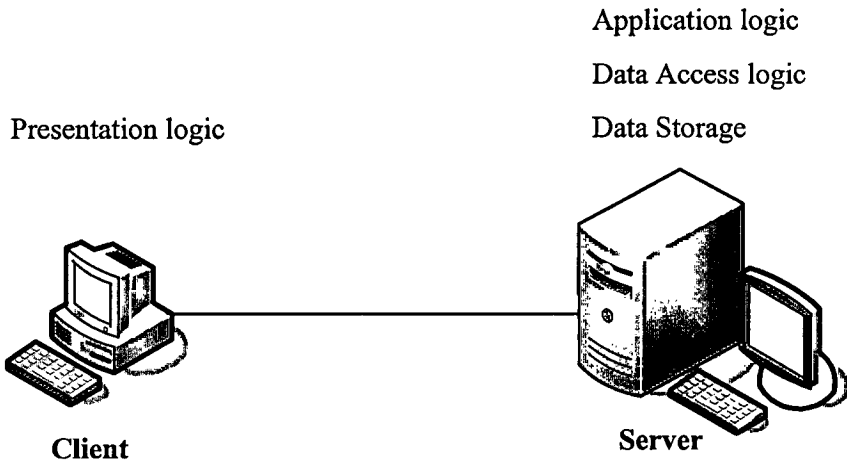 Application logic
Data Access logic
Presentation logic
Data Storage
Client
Server